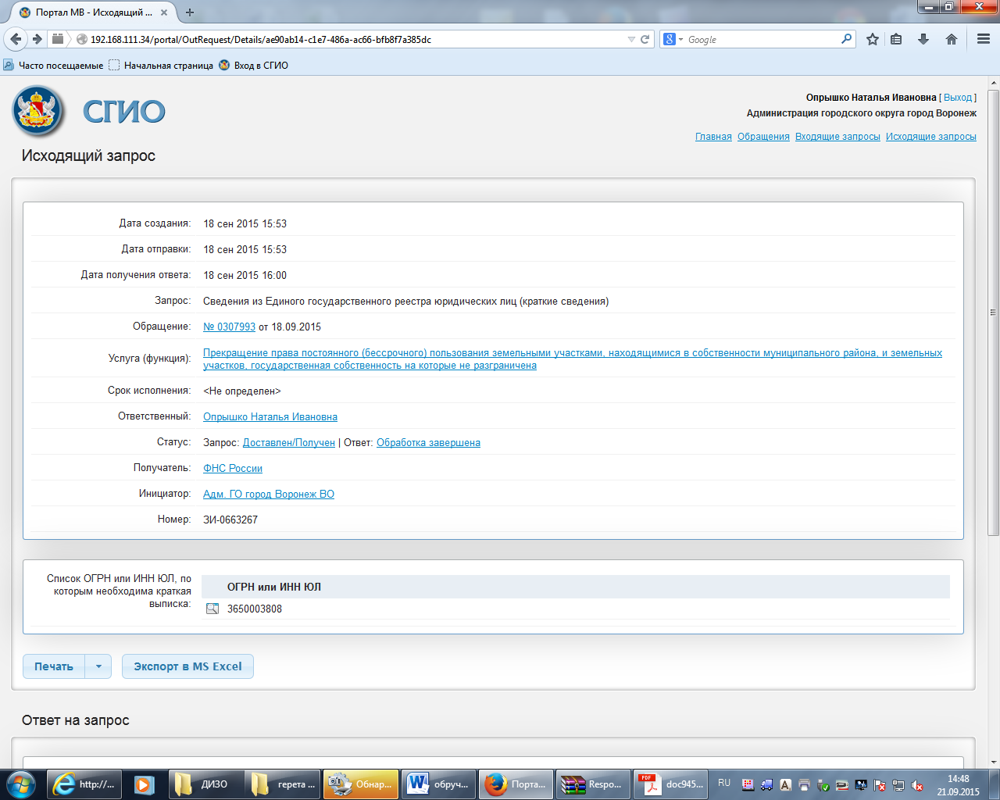 Портал МВ - Исходящий ...
192.168.111.34/portal/OutRequest/Details/ae90ab14-c1e7-486a-ac66-bfb8f7a385dc
Google
Часто посещаемые Начальная страница Вход в СГИО
СГИО
Опрышко Наталья Ивановна [ Выход ]
Администрация городского округа город Воронеж
Главная Обращения Входящие запросы Исходящие запросы
Исходящий запрос
Дата создания: 18 сен 2015 15:53
Дата отправки: 18 сен 2015 15:53
Дата получения ответа: 18 сен 2015 16:00
Запрос: Сведения из Единого государственного реестра юридических лиц (краткие сведения)
Обращение: № 0307993 от 18.09.2015
Услуга (функция): Прекращение права постоянного (бессрочного) пользования земельными участками, находящимися в собственности муниципального района, и земельных
участков, государственная собственность на которые не разграничена
Срок исполнения: <Не определен>
Ответственный: Опрышко Наталья Ивановна
Статус: Запрос: Доставлен/Получен | Ответ: Обработка завершена
Получатель: ФНС России
Инициатор: Адм. ГО город Воронеж ВО
Номер: ЗИ-0663267
Список ОГРН или ИНН ЮЛ, по
которым необходима краткая
выписка:
ОГРН или ИНН ЮЛ
3650003808
Печать Экспорт в MS Excel
Ответ на запрос
http://... ДИЗО герета ... Обнар... обруч... Порта... Respo... doc945... RU 14:48
21.09.2015